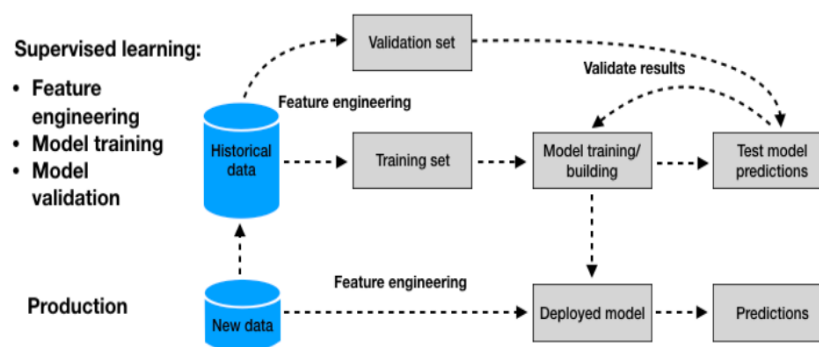 Supervised learning:
• Feature
engineering
• Model training
• Model
validation
Validation set
Validate results
Feature engineering
Historical
data
Training set
Model training/
building
Test model
predictions
Production
Feature engineering
New data
Deployed model
Predictions